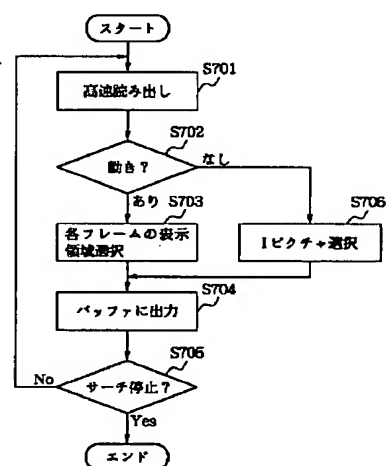 スタート
S701
高速読み出し
S702
動き？
なし
あり
S703
S706
各フレームの表示
領域選択
Iピクチャ選択
S704
バッファに出力
S705
No
サーチ停止？
Yes
エンド